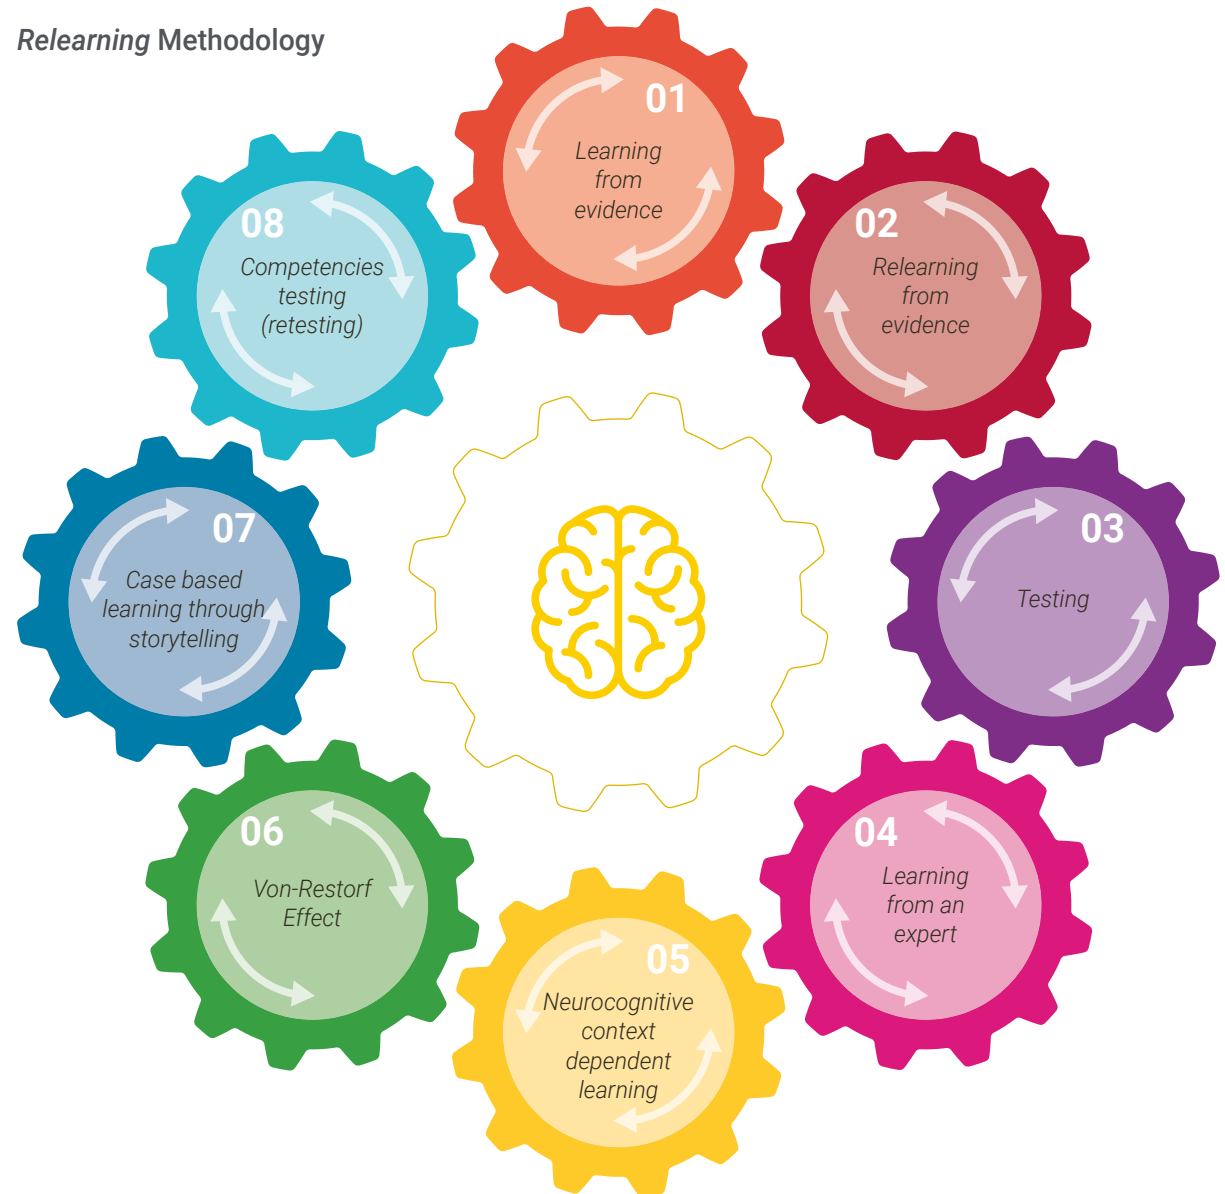 Relearning Methodology
01
Learning
from
evidence
02
Relearning
from
evidence
03
Testing
04
Learning
from an
expert
05
Neurocognitive
context
dependent
learning
06
Von-Restorf
Effect
07
Case based
learning through
storytelling
08
Competencies
testing
(retesting)